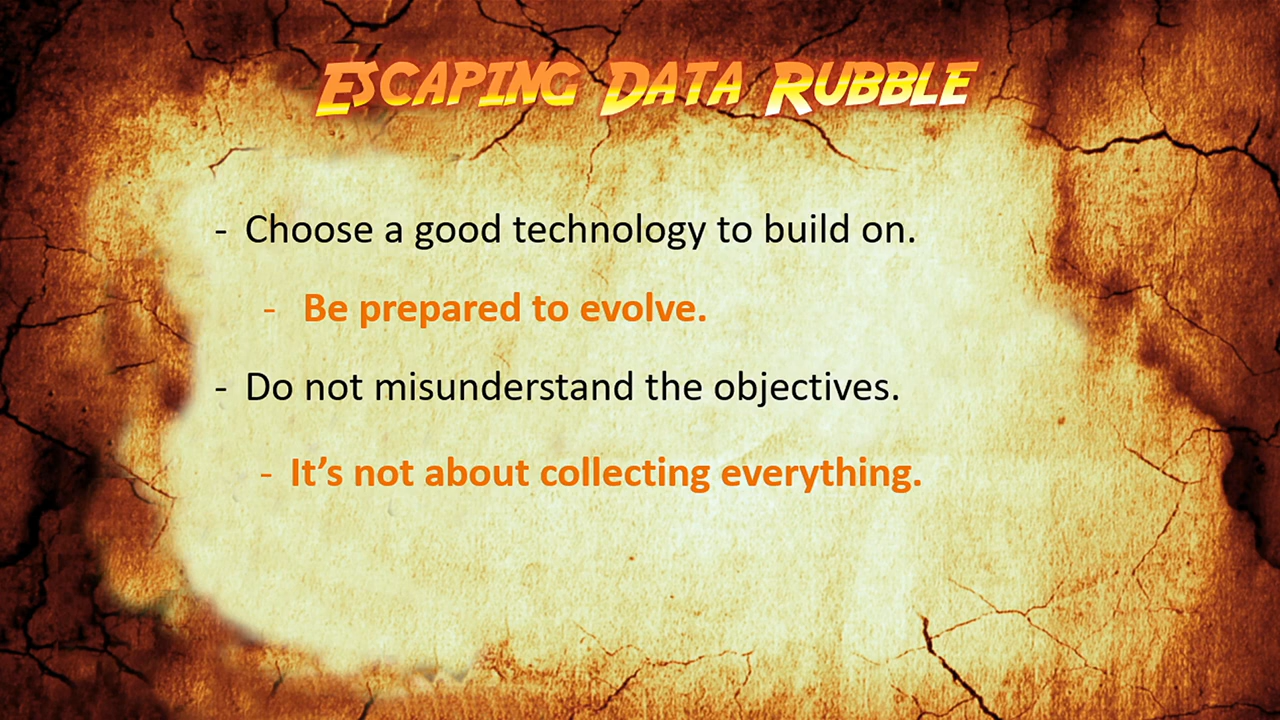 Escaping Data Rubble
- Choose a good technology to build on.
- Be prepared to evolve.
- Do not misunderstand the objectives.
- It’s not about collecting everything.